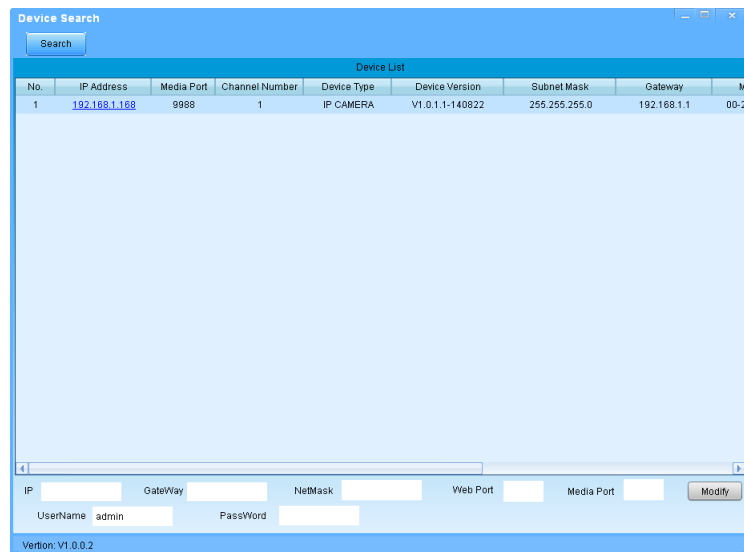 Device Search
Search
Device List
No. IP Address Media Port Channel Number Device Type Device Version Subnet Mask Gateway M
1 192.168.1.168 9988 1 IP CAMERA V1.0.1.1-140822 255.255.255.0 192.168.1.1 00-2
IP GateWay NetMask Web Port Media Port Modify
UserName admin PassWord
Vertion: V1.0.0.2